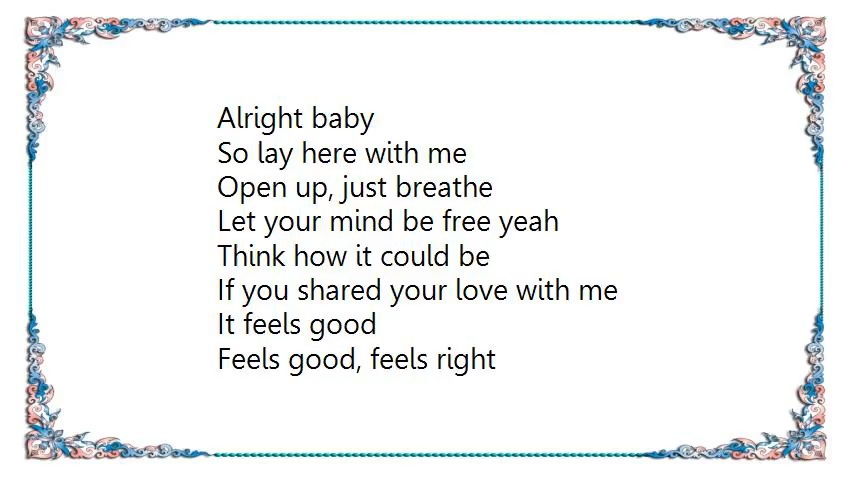 Alright baby
So lay here with me
Open up, just breathe
Let your mind be free yeah
Think how it could be
If you shared your love with me
It feels good
Feels good, feels right